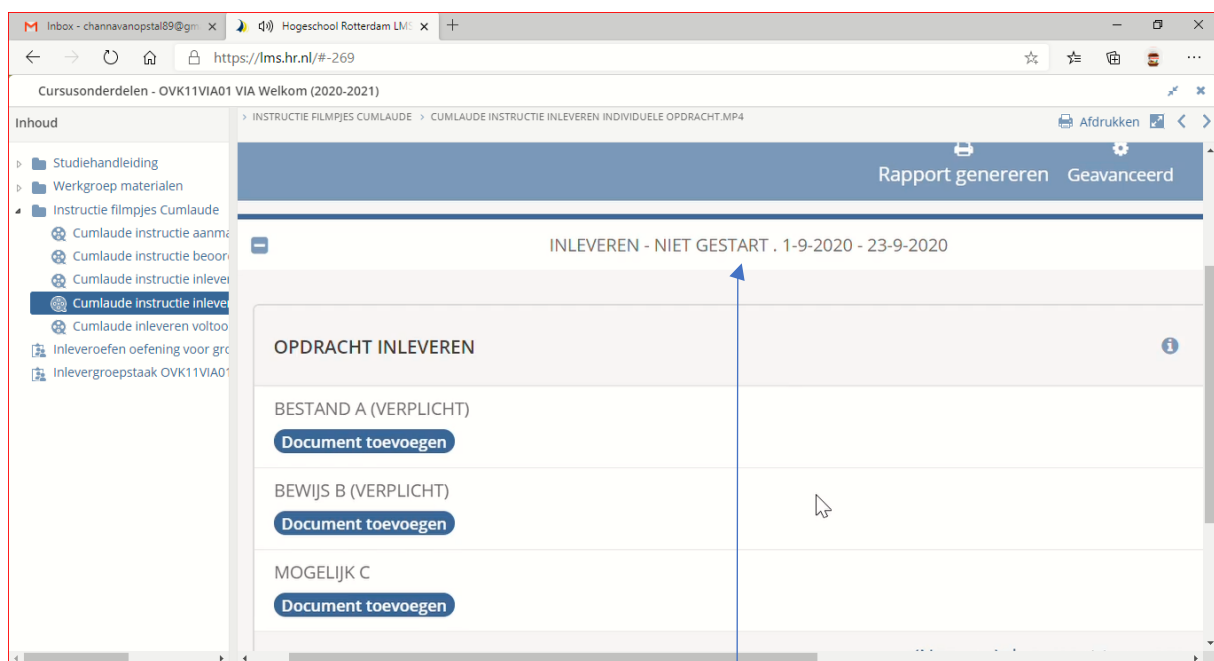 Inbox - channavanopstal89@gm
Hogeschool Rotterdam LMS
https://lms.hr.nl/#-269
Cursusonderdelen - OVK11VIA01 VIA Welkom (2020-2021)
Inhoud
> INSTRUCTIE FILMPJES CUMLAUDE > CUMLAUDE INSTRUCTIE INLEVEREN INDIVIDUELE OPDRACHT.MP4
Afdrukken
Studiehandleiding
Werkgroep materialen
Instructie filmpjes Cumlaude
Cumlaude instructie aanma
Cumlaude instructie beoor
Cumlaude instructie inlever
Cumlaude instructie inlever
Cumlaude inleveren voltoo
Inleveroefen oefening voor gro
Inlevergroepstaak OVK11VIA01
Rapport genereren Geavanceerd
INLEVEREN - NIET GESTART . 1-9-2020 - 23-9-2020
OPDRACHT INLEVEREN
BESTAND A (VERPLICHT)
Document toevoegen
BEWIJS B (VERPLICHT)
Document toevoegen
MOGELIJK C
Document toevoegen